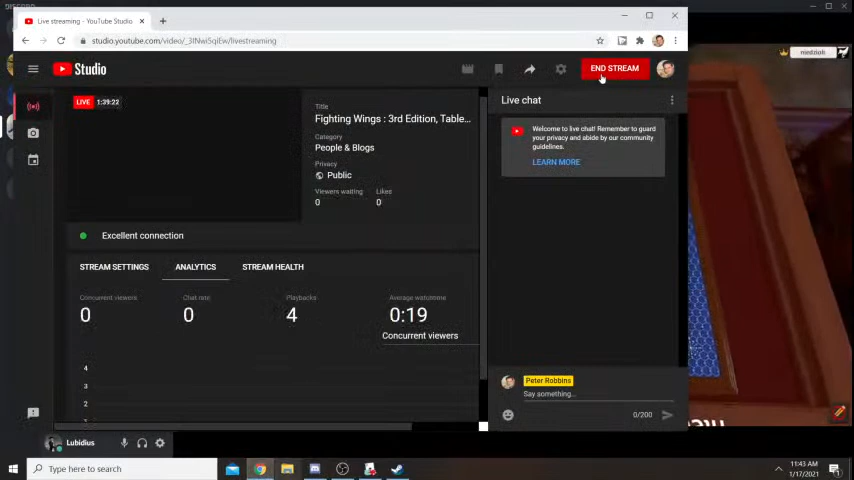 DISCORD
Live streaming - YouTube Studio
studio.youtube.com/video/_3INwi5qiEw/livestreaming
niedziak
Studio
END STREAM
LIVE 1:39:22
Title
Fighting Wings : 3rd Edition, Table...
Category
People & Blogs
Privacy
Public
Viewers waiting Likes
0 0
Live chat
Welcome to live chat! Remember to guard
your privacy and abide by our community
guidelines.
LEARN MORE
Excellent connection
STREAM SETTINGS ANALYTICS STREAM HEALTH
Concurrent viewers Chat rate Playbacks Average watchtime
0 0 4 0:19
Concurrent viewers
4
3
2
Peter Robbins
Say something...
0/200
Lubidius
Type here to search
11:43 AM
1/17/2021